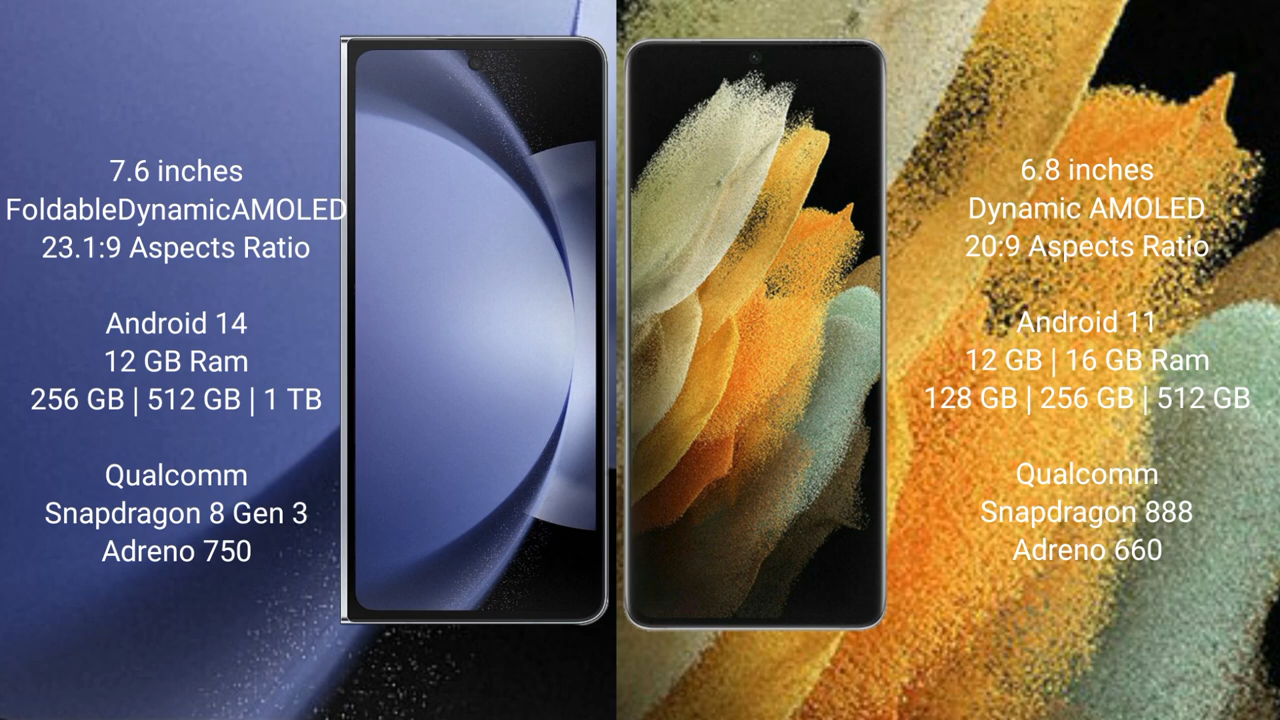 7.6 inches
FoldableDynamicAMOLED
23.1:9 Aspects Ratio
Android 14
12 GB Ram
256 GB | 512 GB | 1 TB
Qualcomm
Snapdragon 8 Gen 3
Adreno 750
6.8 inches
Dynamic AMOLED
20:9 Aspects Ratio
Android 11
12 GB | 16 GB Ram
128 GB | 256 GB | 512 GB
Qualcomm
Snapdragon 888
Adreno 660